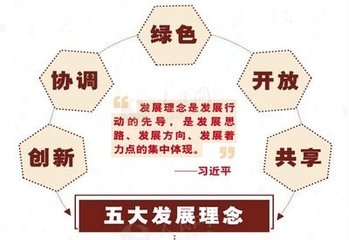 绿色
协调
开放
创新
共享
“发展理念是发展行
动的先导，是发展思
路、发展方向、发展着
力点的集中体现。”
——习近平
五大发展理念